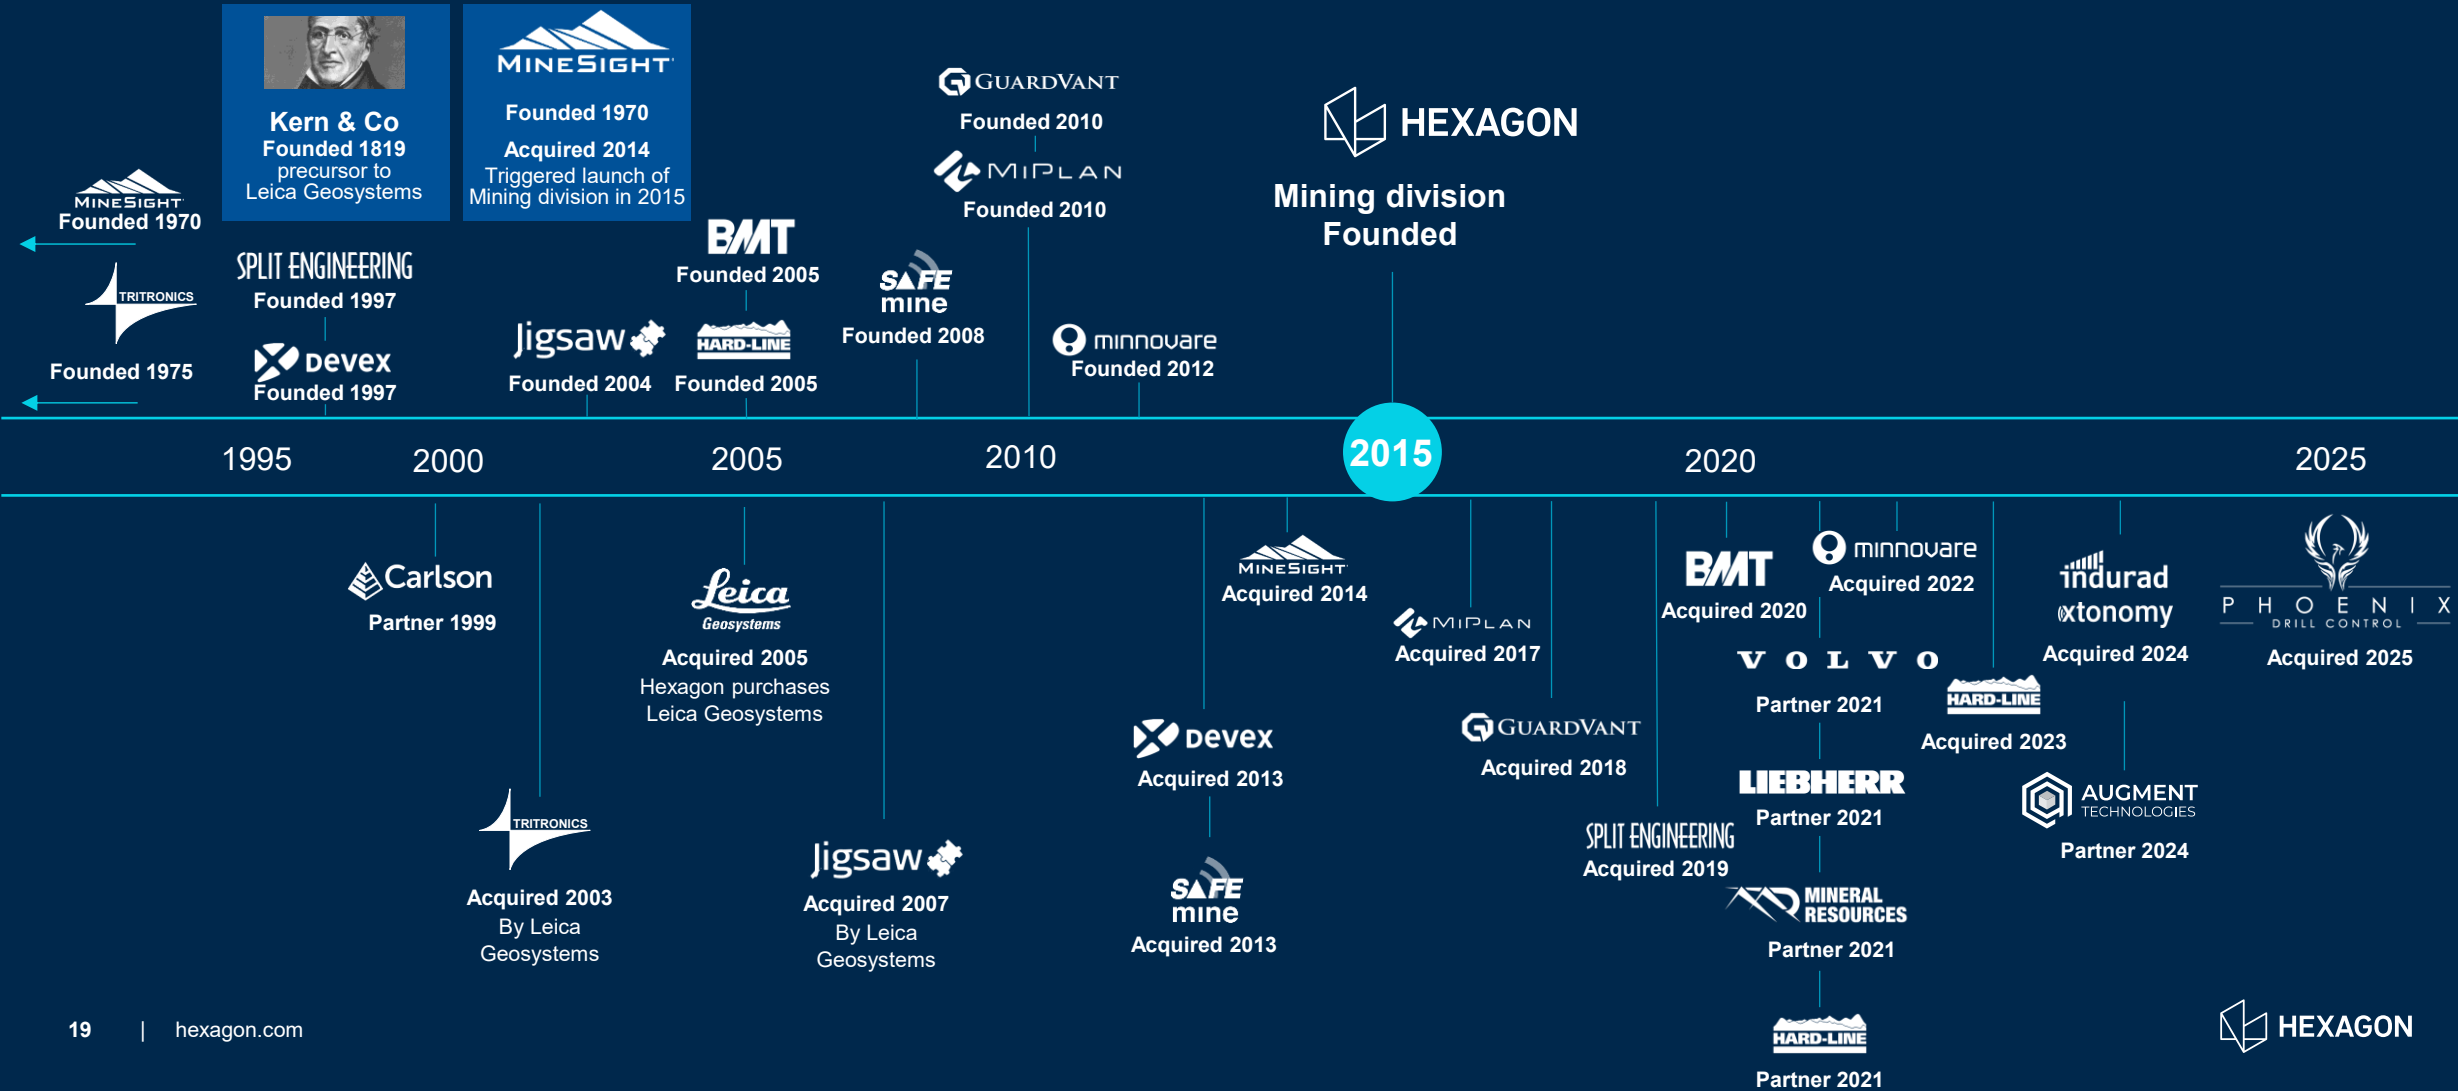 Kern & Co
Founded 1819
precursor to
Leica Geosystems
MINESIGHT
Founded 1970
Acquired 2014
Triggered launch of
Mining division in 2015
MINESIGHT
Founded 1970
TRITRONICS
Founded 1975
SPLIT ENGINEERING
Founded 1997
DEVEX
Founded 1997
Jigsaw
Founded 2004
BMT
Founded 2005
HARD-LINE
Founded 2005
SAFE
mine
Founded 2008
GUARDVANT
Founded 2010
MIPLAN
Founded 2010
minnovare
Founded 2012
HEXAGON
Mining division
Founded
1995
2000
2005
2010
2015
2020
2025
Carlson
Partner 1999
TRITRONICS
Acquired 2003
By Leica
Geosystems
Leica
Geosystems
Acquired 2005
Hexagon purchases
Leica Geosystems
Jigsaw
Acquired 2007
By Leica
Geosystems
DEVEX
Acquired 2013
SAFE
mine
Acquired 2013
MINESIGHT
Acquired 2014
MIPLAN
Acquired 2017
GUARDVANT
Acquired 2018
SPLIT ENGINEERING
Acquired 2019
BMT
Acquired 2020
minnovare
Acquired 2022
VOLVO
Partner 2021
LIEBHERR
Partner 2021
MINERAL
RESOURCES
Partner 2021
HARD-LINE
Partner 2021
HARD-LINE
Acquired 2023
indurad
xtonomy
Acquired 2024
AUGMENT
TECHNOLOGIES
Partner 2024
PHOENIX
DRILL CONTROL
Acquired 2025
19 | hexagon.com
HEXAGON